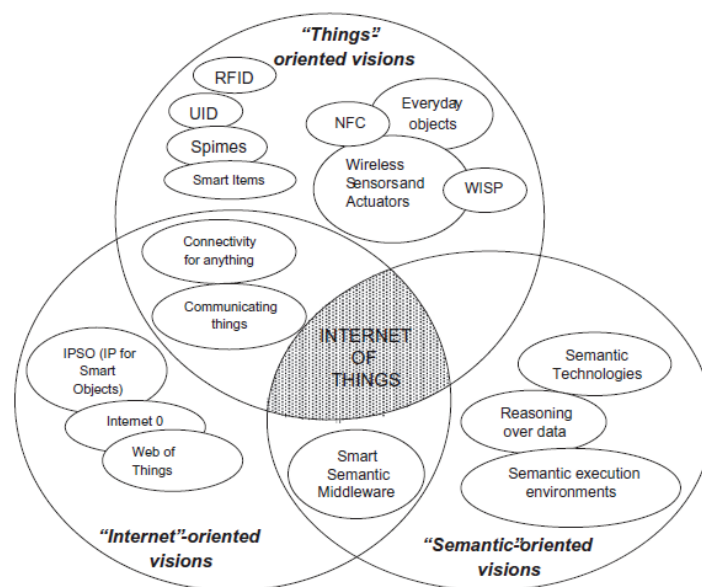 “Things”-
oriented visions
RFID
UID
Spimes
Smart Items
NFC
Everyday
objects
Wireless
Sensors and
Actuators
WISP
Connectivity
for anything
Communicating
things
INTERNET
OF
THINGS
IPSO (IP for
Smart
Objects)
Internet 0
Web of
Things
Semantic
Technologies
Reasoning
over data
Semantic execution
environments
Smart
Semantic
Middleware
“Internet”-oriented
visions
“Semantic”-oriented
visions